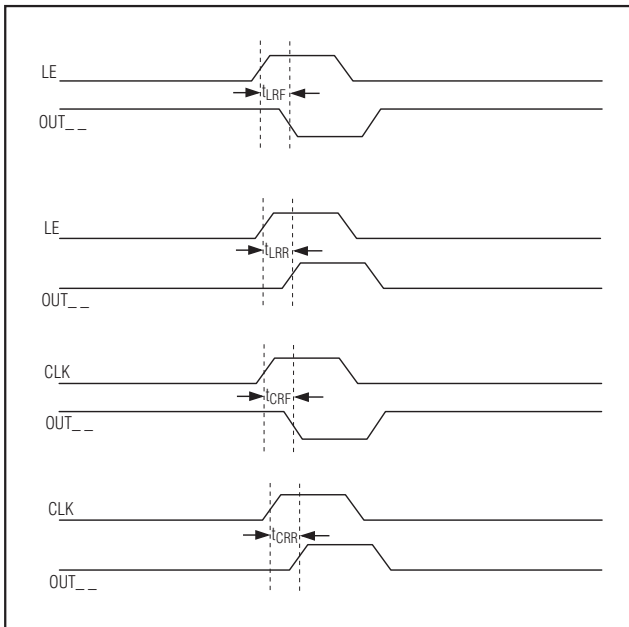 LE
tLRF
OUT_ _
LE
tLRR
OUT_ _
CLK
tCRF
OUT_ _
CLK
tCRR
OUT_ _